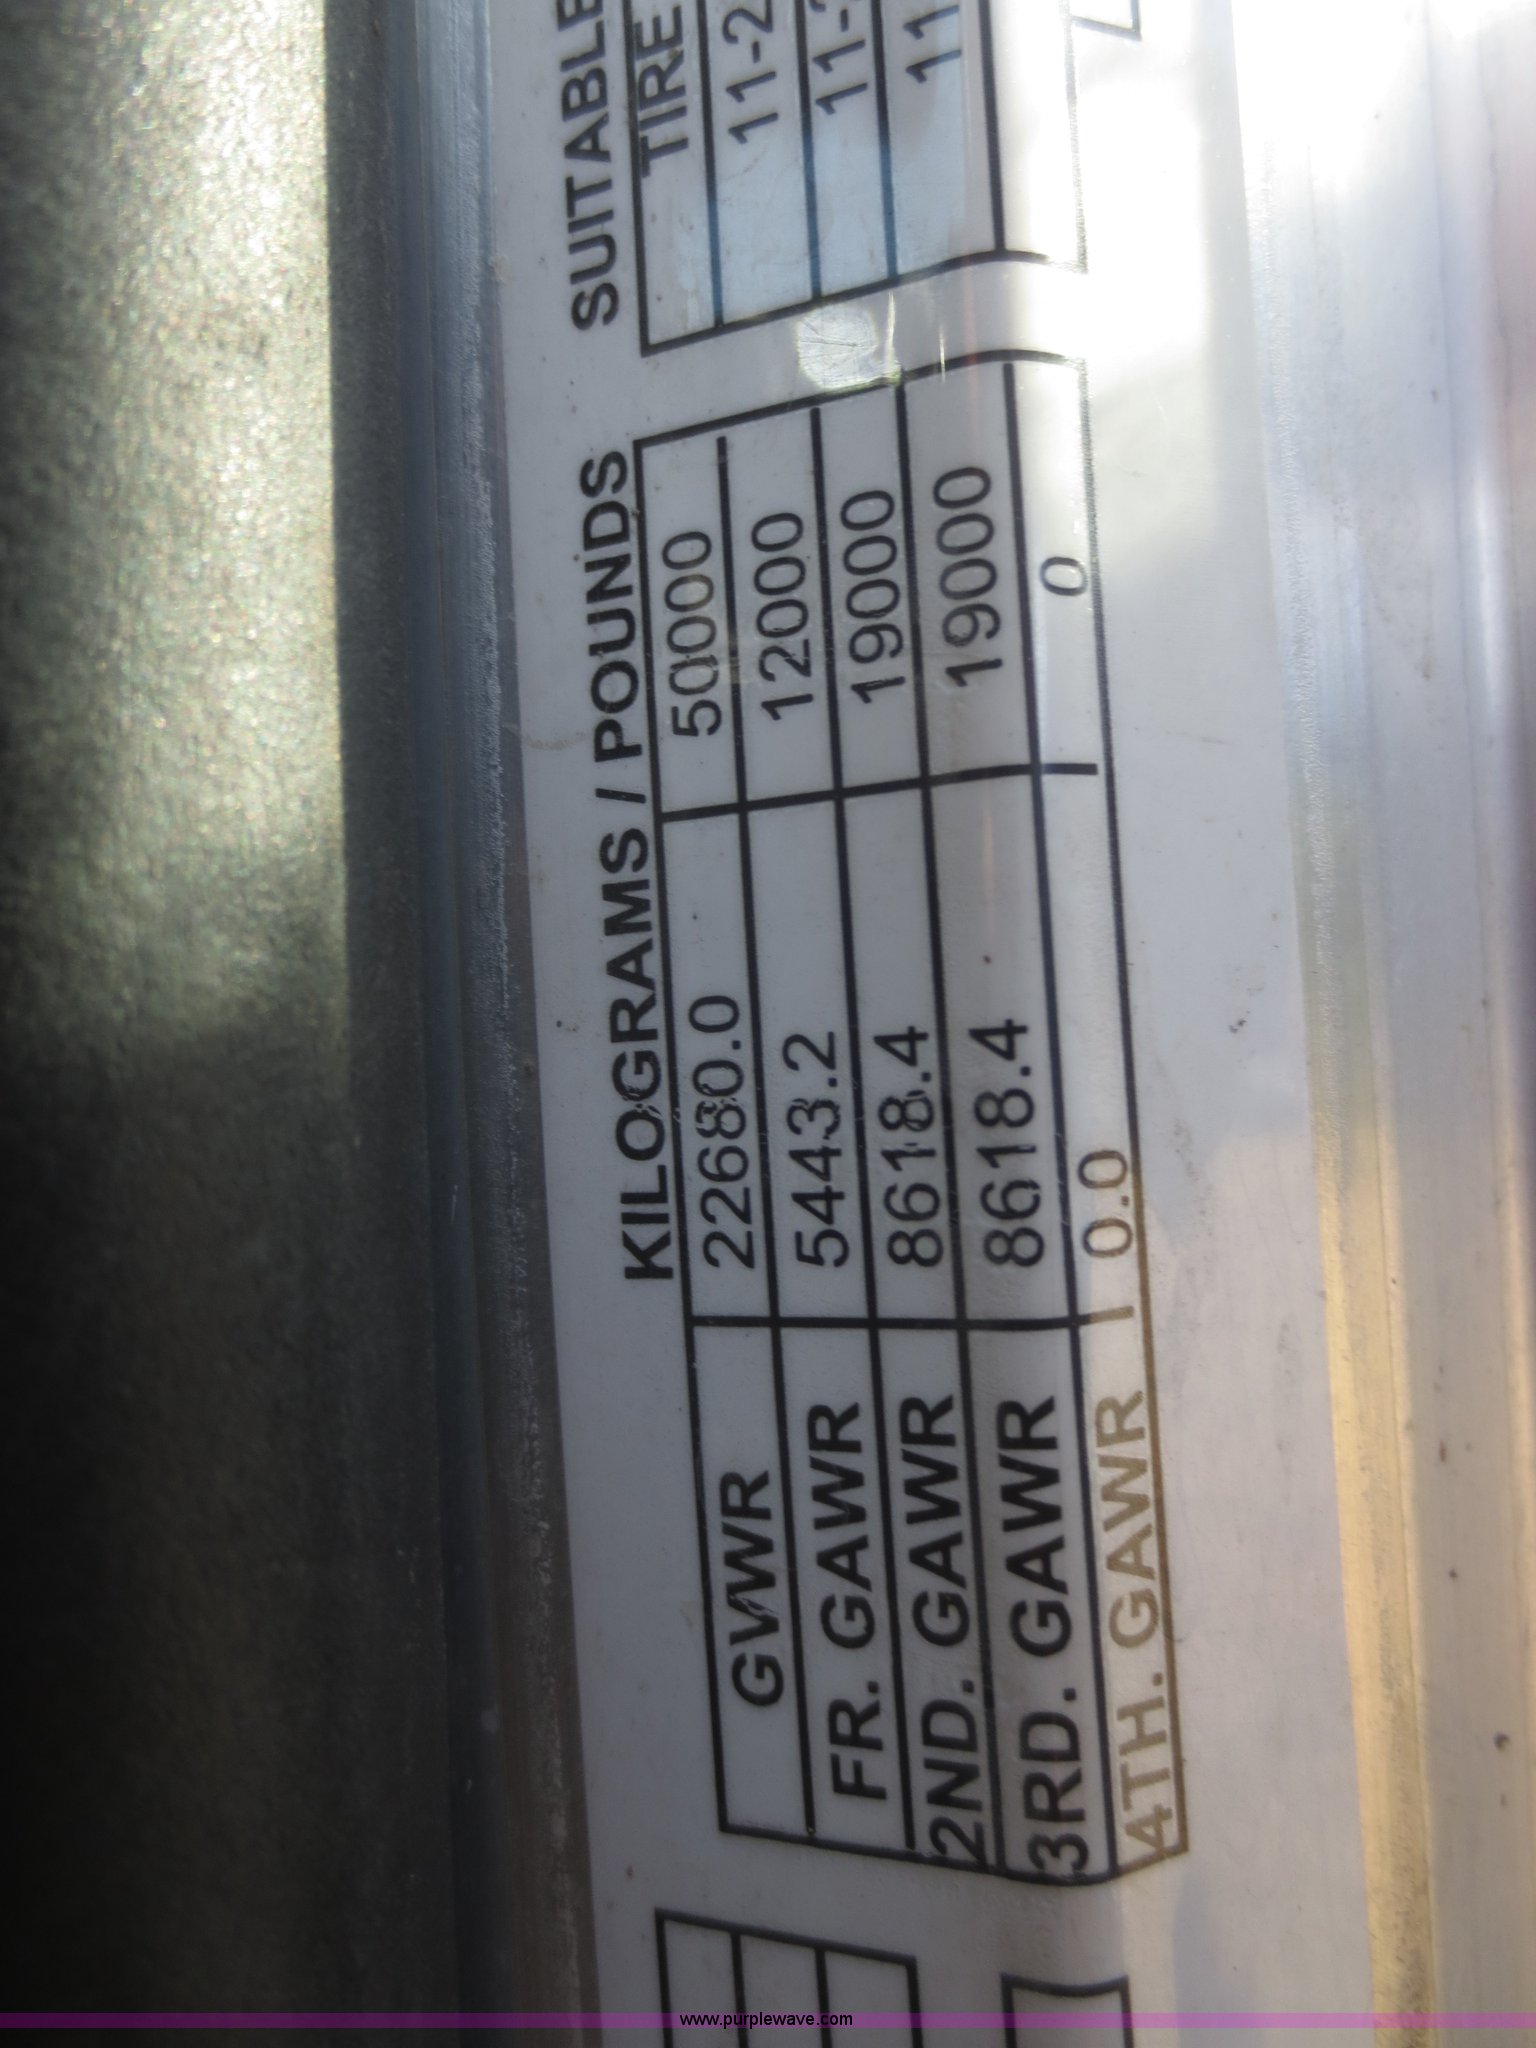 KILOGRAMS / POUNDS
GVWR 22680.0 50000
FR. GAWR 5443.2 12000
2ND. GAWR 8618.4 19000
3RD. GAWR 8618.4 19000
4TH. GAWR 0.0 0
SUITABLE
TIRE
11-2
11-
11
www.purplewave.com